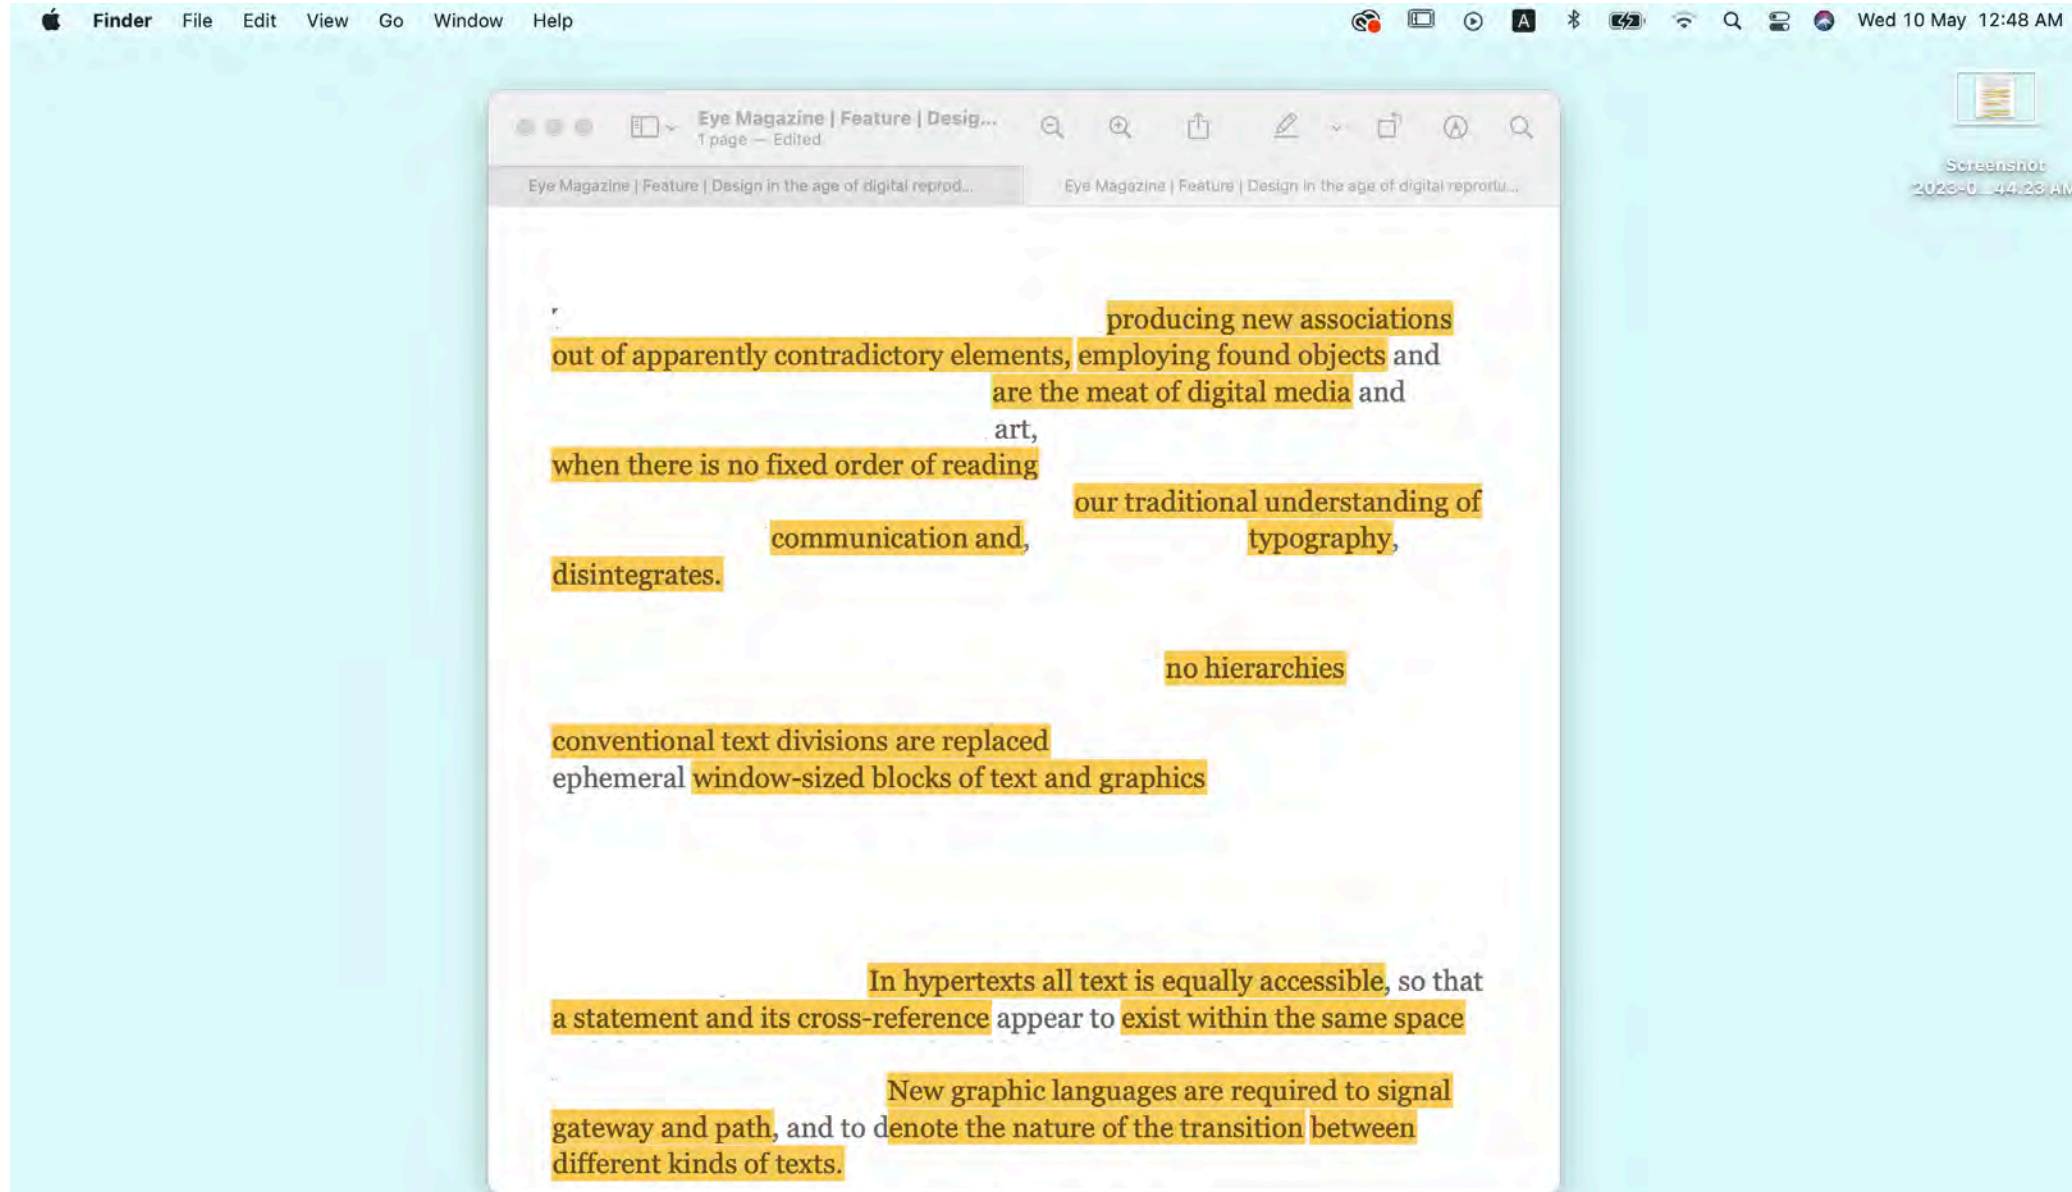 Finder File Edit View Go Window Help A Wed 10 May 12:48 AM
Screenshot
2023-0...44.23 AM
Eye Magazine | Feature | Desig...
1 page — Edited
Eye Magazine | Feature | Design in the age of digital reprod...
Eye Magazine | Feature | Design in the age of digital reprodu...
producing new associations
out of apparently contradictory elements, employing found objects and
are the meat of digital media and
art,
when there is no fixed order of reading
our traditional understanding of
communication and, typography,
disintegrates.
no hierarchies
conventional text divisions are replaced
ephemeral window-sized blocks of text and graphics
In hypertexts all text is equally accessible, so that
a statement and its cross-reference appear to exist within the same space
New graphic languages are required to signal
gateway and path, and to denote the nature of the transition between
different kinds of texts.